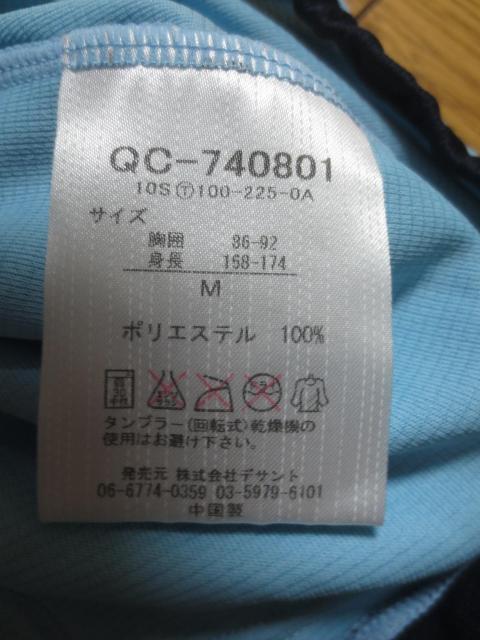 QC-740801
10S Ⓣ100-225-0A
サイズ
胸囲 86-92
身長 168-174
M
ポリエステル 100%
タンブラー(回転式)乾燥機の
使用はお避け下さい。
発売元 株式会社デサント
06-6774-0359 03-5979-6101
中国製